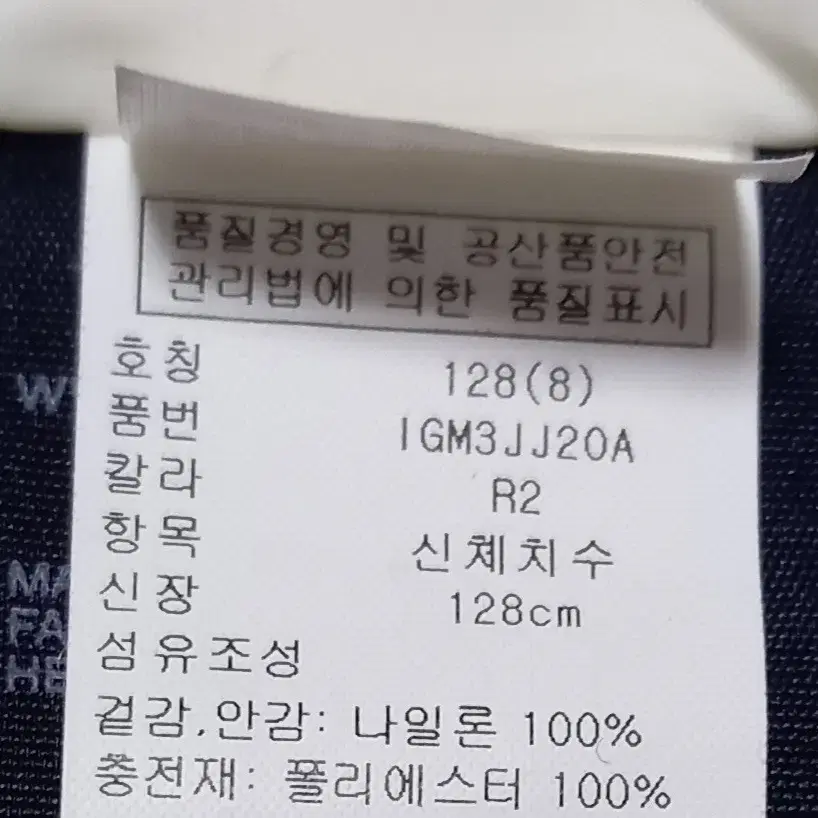 품질경영 및 공산품안전
관리법에 의한 품질표시
호칭 128(8)
품번 IGM3JJ20A
칼라 R2
항목 신체치수
신장 128cm
섬유조성
겉감,안감: 나일론 100%
충전재: 폴리에스터 100%
W
MA
FA
HE